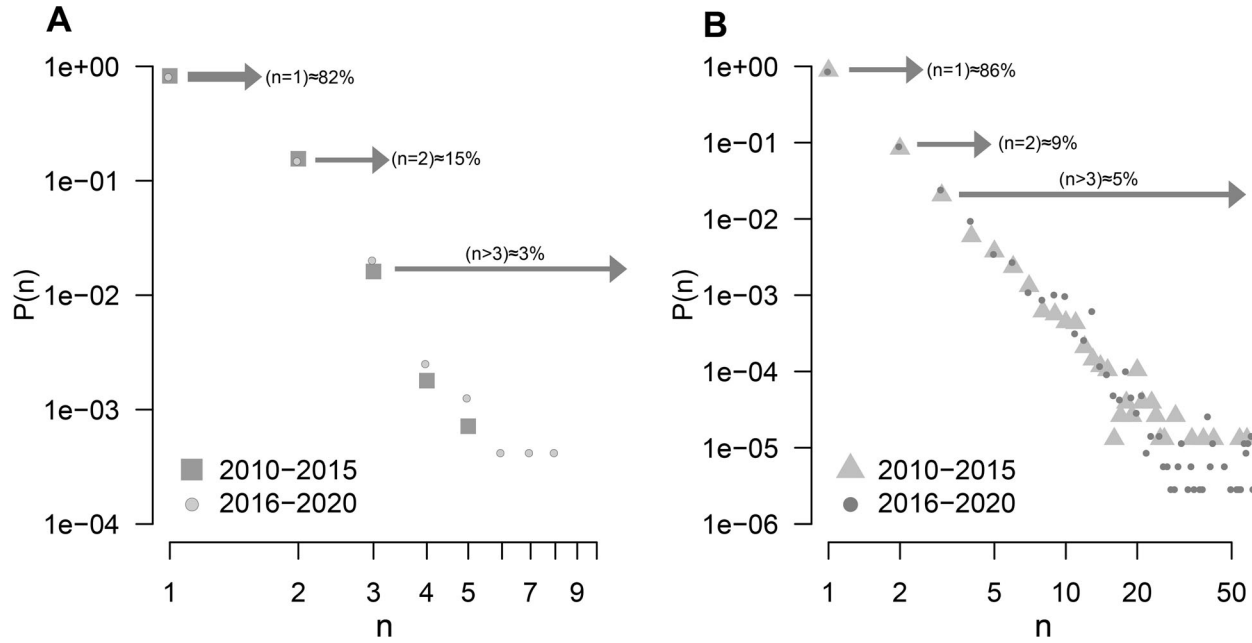 A
1e+00
1e−01
1e−02
1e−03
1e−04
P(n)
(n=1)≈82%
(n=2)≈15%
(n>3)≈3%
2010−2015
2016−2020
1 2 3 4 5 7 9
n
B
1e+00
1e−01
1e−02
1e−03
1e−04
1e−05
1e−06
P(n)
(n=1)≈86%
(n=2)≈9%
(n>3)≈5%
2010−2015
2016−2020
1 2 5 10 20 50
n